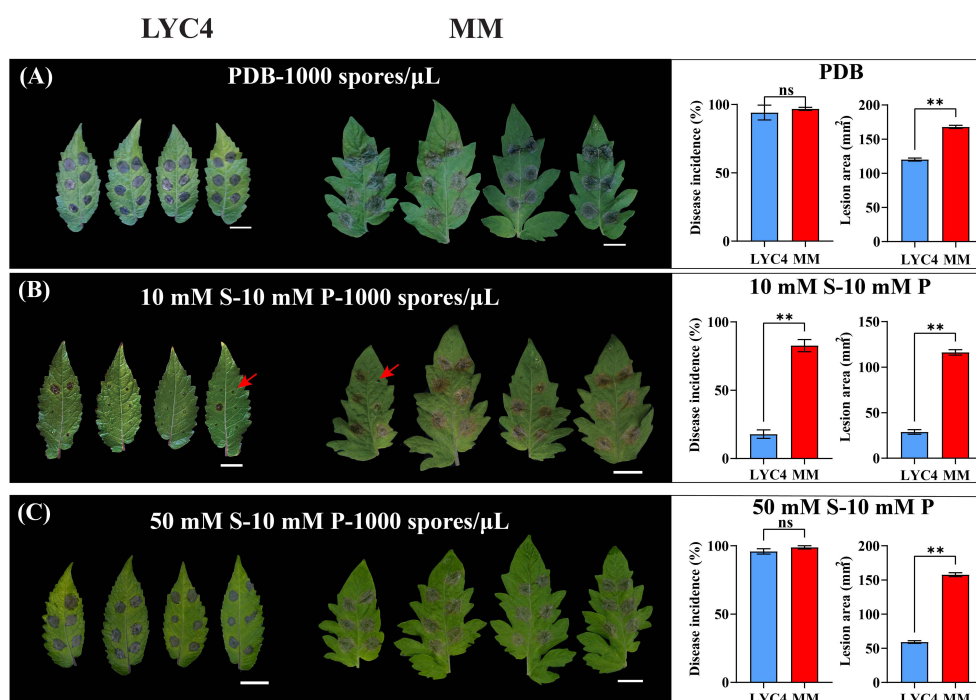 LYC4 MM
(A) PDB-1000 spores/µL
PDB
Disease incidence (%)
100
50
0
ns
LYC4 MM
Lesion area (mm²)
200
150
100
50
0
**
LYC4 MM
(B) 10 mM S-10 mM P-1000 spores/µL
10 mM S-10 mM P
Disease incidence (%)
100
50
0
**
LYC4 MM
Lesion area (mm²)
150
100
50
0
**
LYC4 MM
(C) 50 mM S-10 mM P-1000 spores/µL
50 mM S-10 mM P
Disease incidence (%)
100
50
0
ns
LYC4 MM
Lesion area (mm²)
200
150
100
50
0
**
LYC4 MM